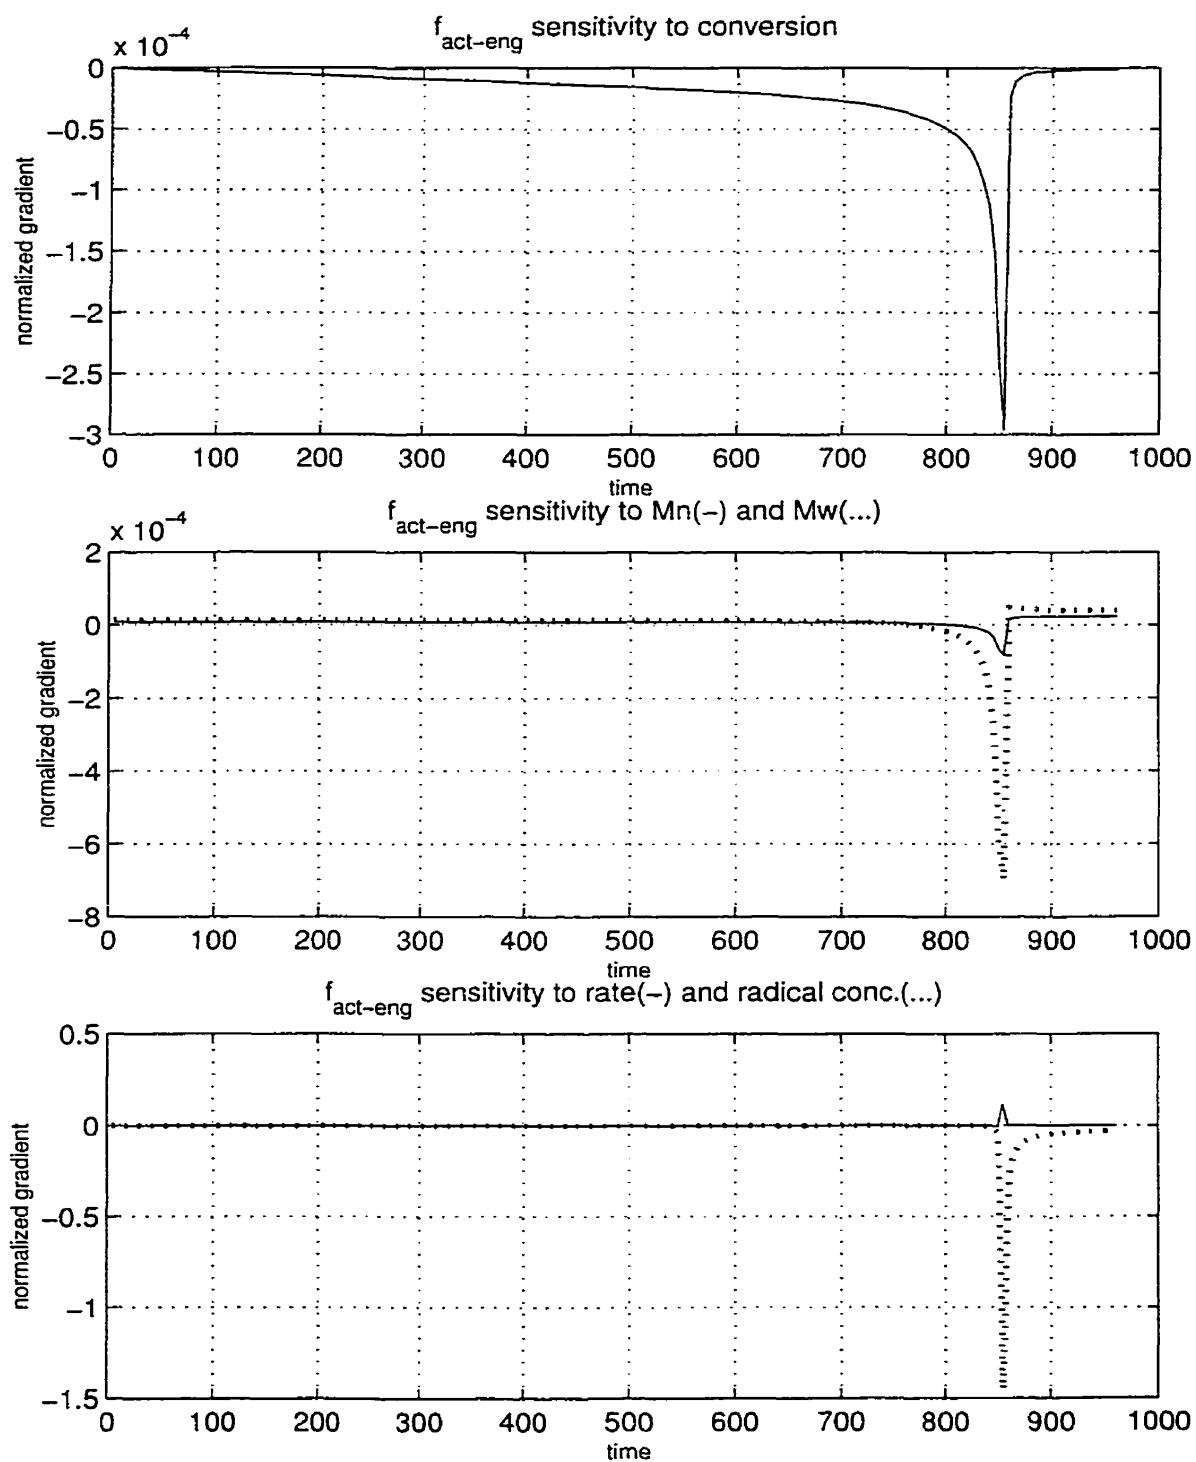 f_act−eng sensitivity to conversion
x 10^−4
0
−0.5
−1
−1.5
−2
−2.5
−3
normalized gradient
0 100 200 300 400 500 600 700 800 900 1000
time
f_act−eng sensitivity to Mn(−) and Mw(...)
x 10^−4
2
0
−2
−4
−6
−8
normalized gradient
0 100 200 300 400 500 600 700 800 900 1000
time
f_act−eng sensitivity to rate(−) and radical conc.(...)
0.5
0
−0.5
−1
−1.5
normalized gradient
0 100 200 300 400 500 600 700 800 900 1000
time